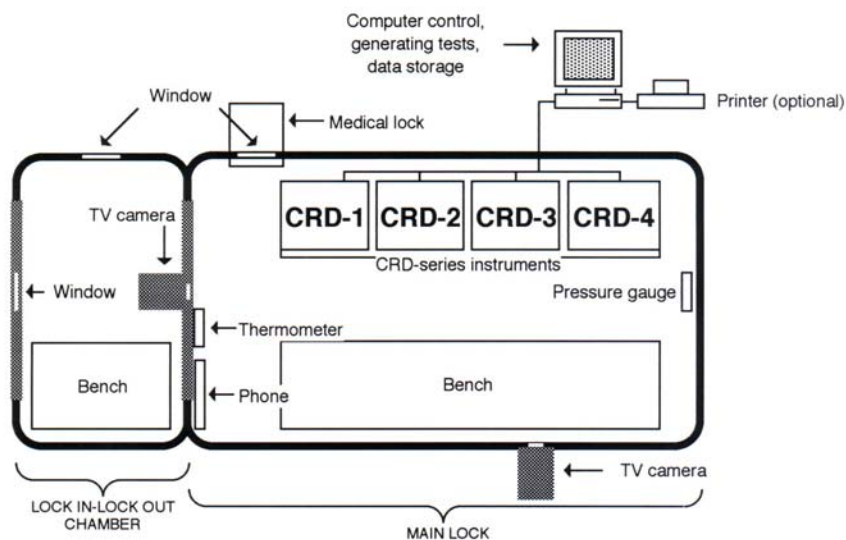 Computer control,
generating tests,
data storage
Printer (optional)
Window
Medical lock
TV camera
CRD-1 CRD-2 CRD-3 CRD-4
CRD-series instruments
Window
Pressure gauge
Thermometer
Bench
Phone
Bench
TV camera
LOCK IN-LOCK OUT
CHAMBER
MAIN LOCK